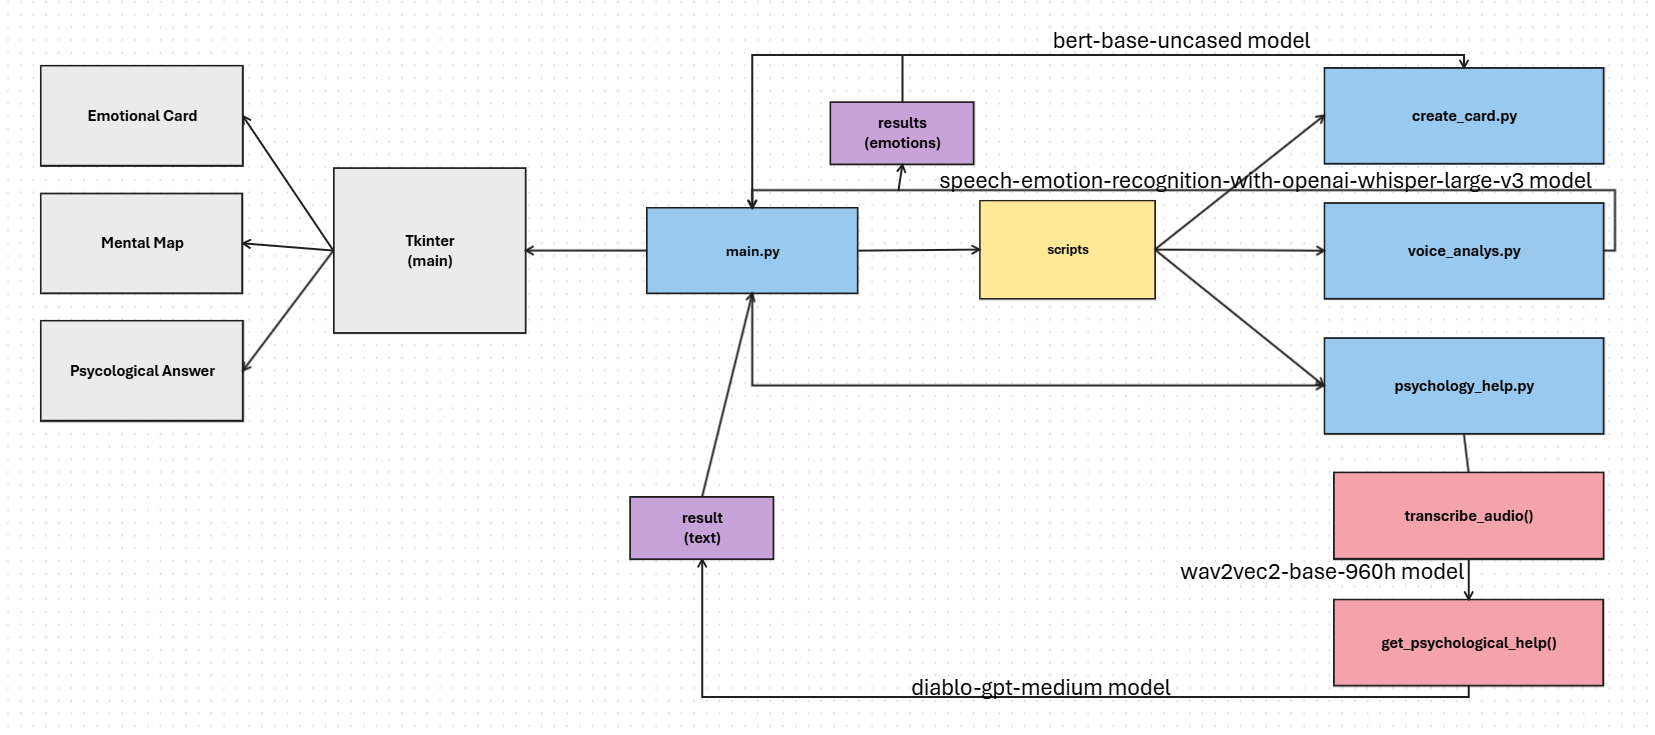 bert-base-uncased model
Emotional Card
results
(emotions)
create_card.py
speech-emotion-recognition-with-openai-whisper-large-v3 model
Mental Map
Tkinter
(main)
main.py
scripts
voice_analys.py
Psycological Answer
psychology_help.py
result
(text)
transcribe_audio()
wav2vec2-base-960h model
get_psychological_help()
diablo-gpt-medium model